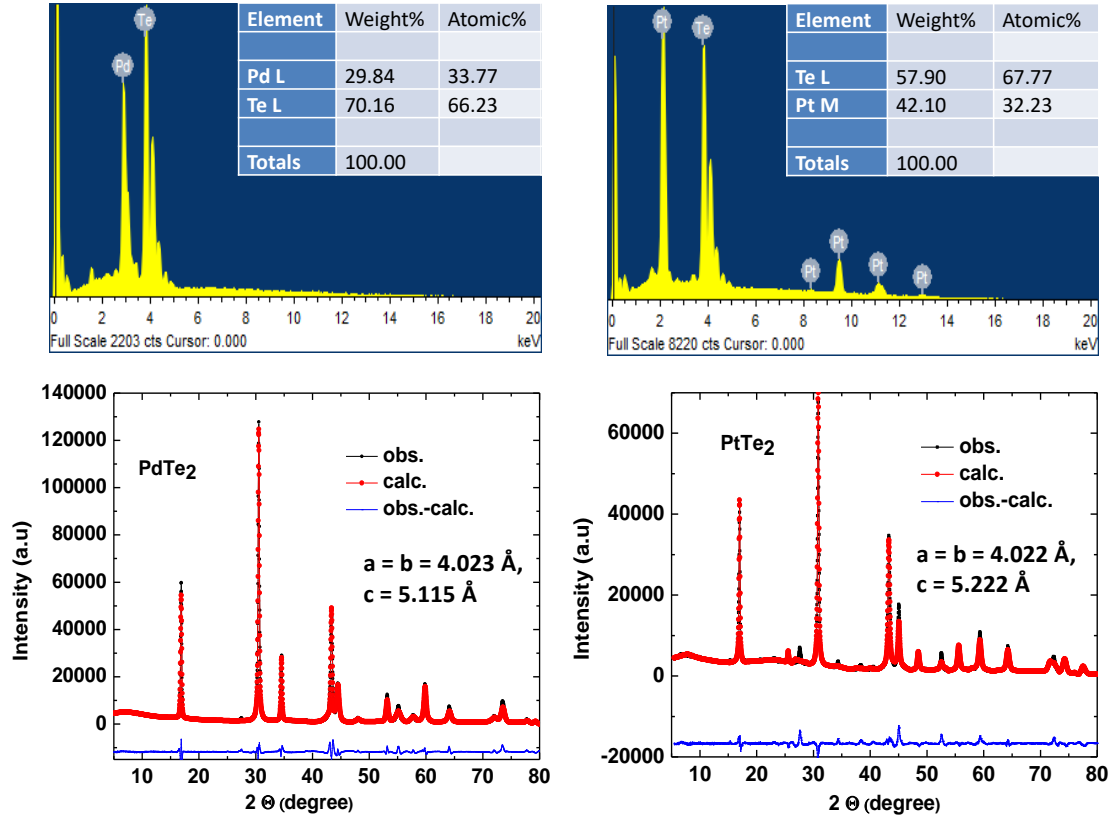 Pd
Te
Element Weight% Atomic%
Pd L 29.84 33.77
Te L 70.16 66.23
Totals 100.00
0 2 4 6 8 10 12 14 16 18 20
Full Scale 2203 cts Cursor: 0.000 keV
Pt
Te
Element Weight% Atomic%
Te L 57.90 67.77
Pt M 42.10 32.23
Totals 100.00
Pt
Pt
Pt
Pt
0 2 4 6 8 10 12 14 16 18 20
Full Scale 8220 cts Cursor: 0.000 keV
Intensity (a.u)
140000
120000
100000
80000
60000
40000
20000
0
PdTe2
obs.
calc.
obs.-calc.
a = b = 4.023 Å,
c = 5.115 Å
10 20 30 40 50 60 70 80
2 Θ (degree)
Intensity (a.u)
60000
40000
20000
0
-20000
PtTe2
obs.
calc.
obs.-calc.
a = b = 4.022 Å,
c = 5.222 Å
10 20 30 40 50 60 70 80
2 Θ (degree)